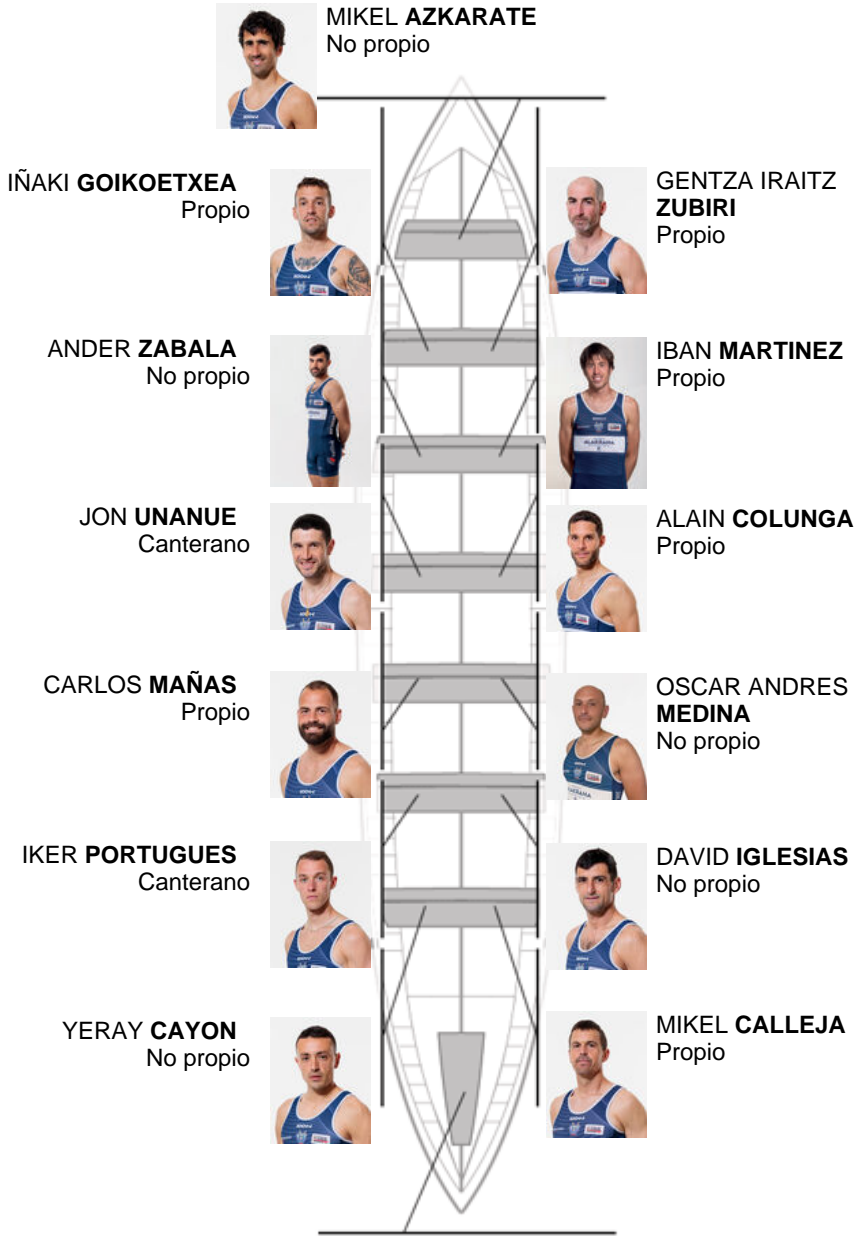 MIKEL AZKARATE
No propio
IÑAKI GOIKOETXEA
Propio
GENTZA IRAITZ
ZUBIRI
Propio
ANDER ZABALA
No propio
IBAN MARTINEZ
Propio
JON UNANUE
Canterano
ALAIN COLUNGA
Propio
CARLOS MAÑAS
Propio
OSCAR ANDRES
MEDINA
No propio
IKER PORTUGUES
Canterano
DAVID IGLESIAS
No propio
YERAY CAYON
No propio
MIKEL CALLEJA
Propio